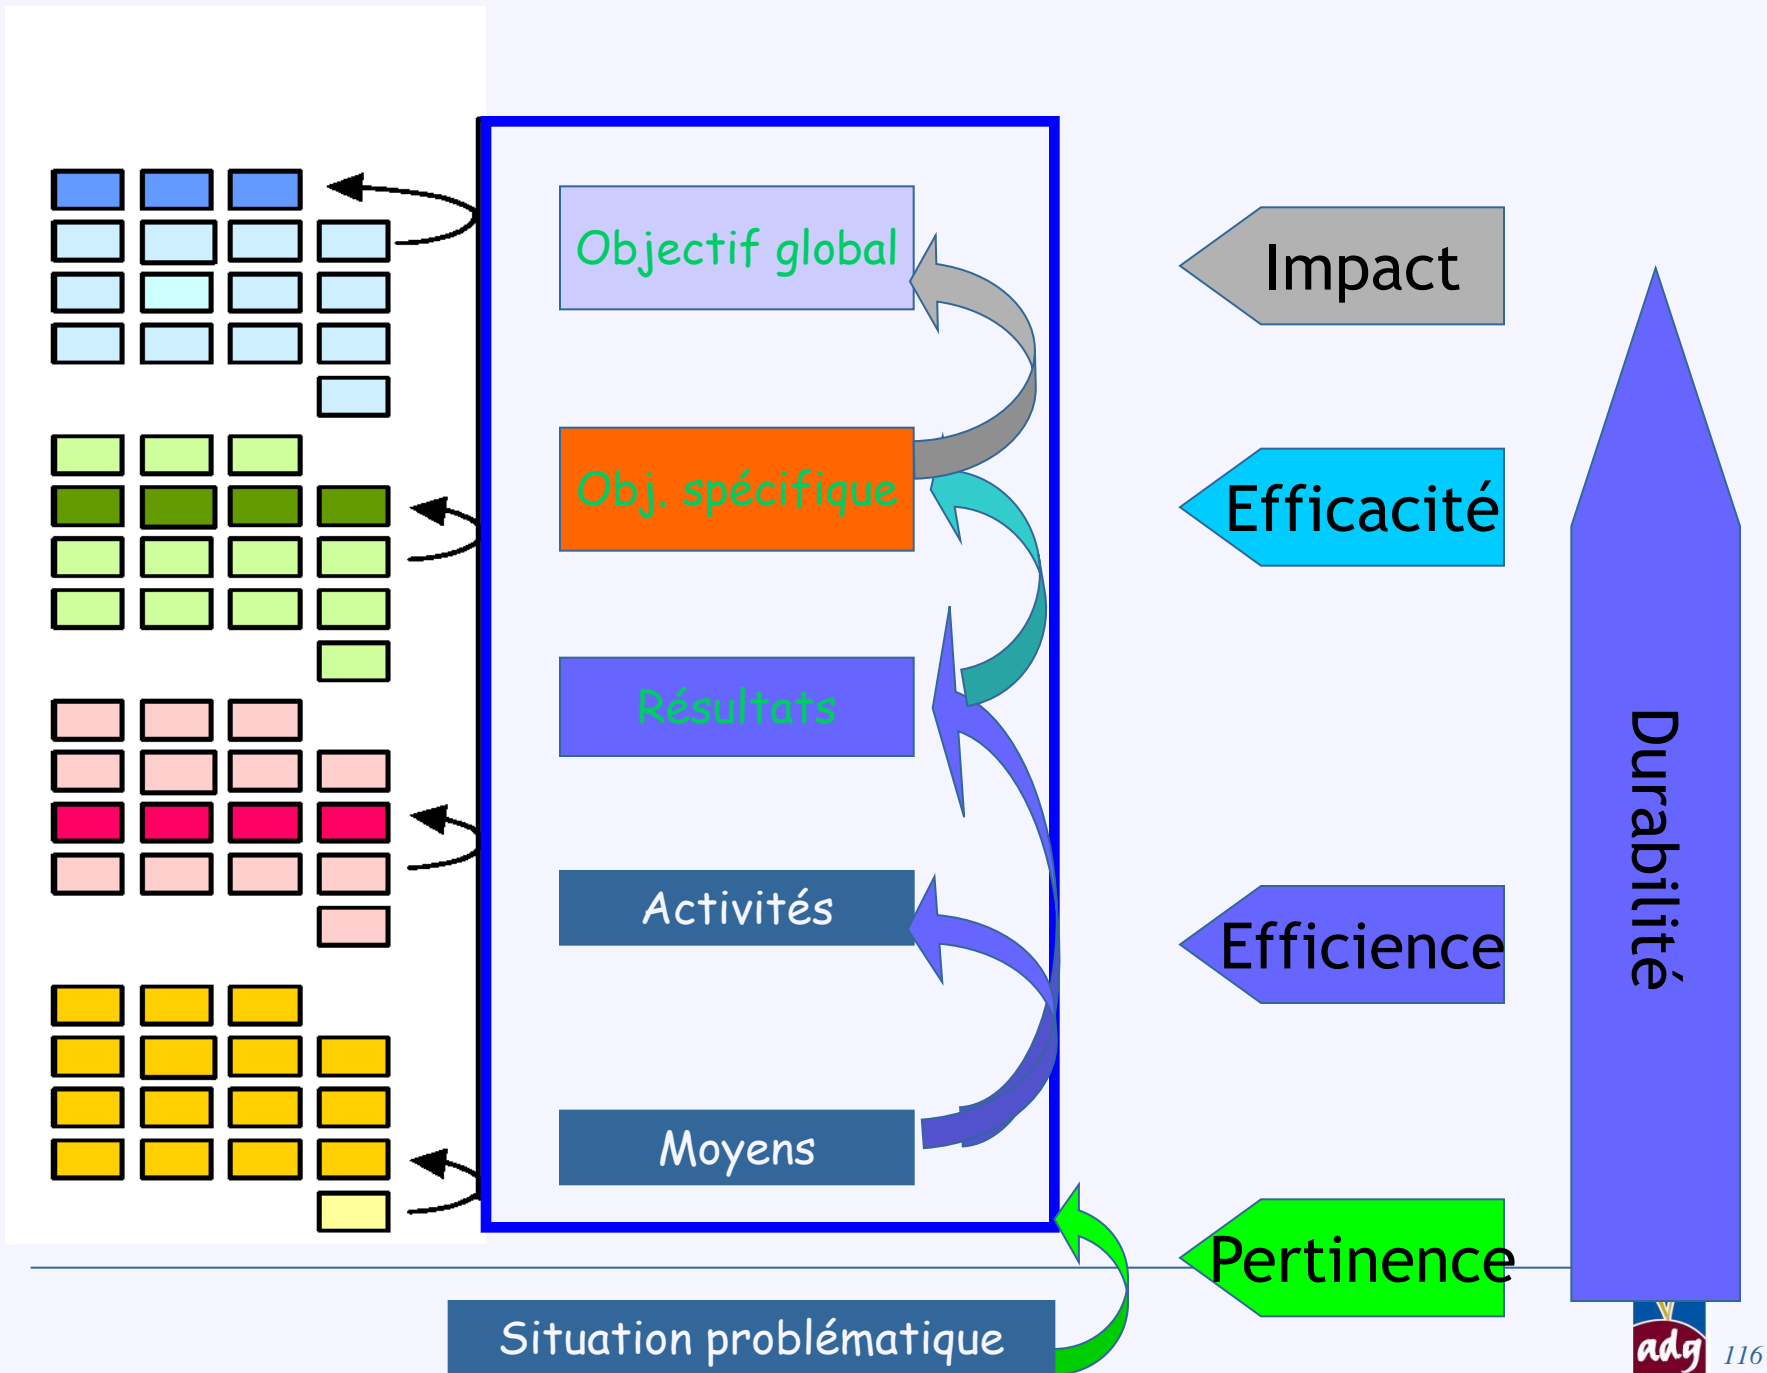 Objectif global
Impact
Obj. spécifique
Efficacité
Résultats
Durabilité
Activités
Efficience
Moyens
Pertinence
Situation problématique
adg
116